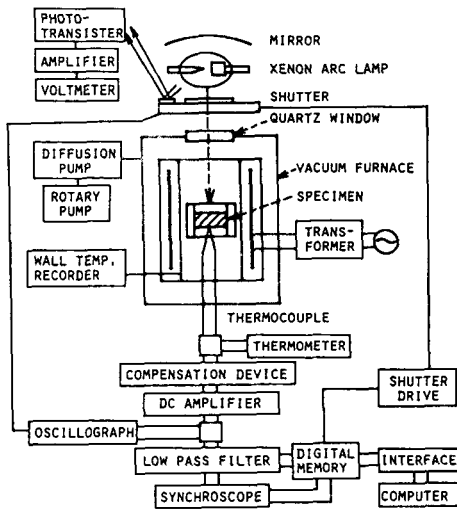 PHOTO-
TRANSISTER
AMPLIFIER
VOLTMETER
MIRROR
XENON ARC LAMP
SHUTTER
QUARTZ WINDOW
DIFFUSION
PUMP
ROTARY
PUMP
VACUUM FURNACE
SPECIMEN
TRANS-
FORMER
WALL TEMP.
RECORDER
THERMOCOUPLE
THERMOMETER
COMPENSATION DEVICE
DC AMPLIFIER
SHUTTER
DRIVE
OSCILLOGRAPH
LOW PASS FILTER
DIGITAL
MEMORY
INTERFACE
SYNCHROSCOPE
COMPUTER